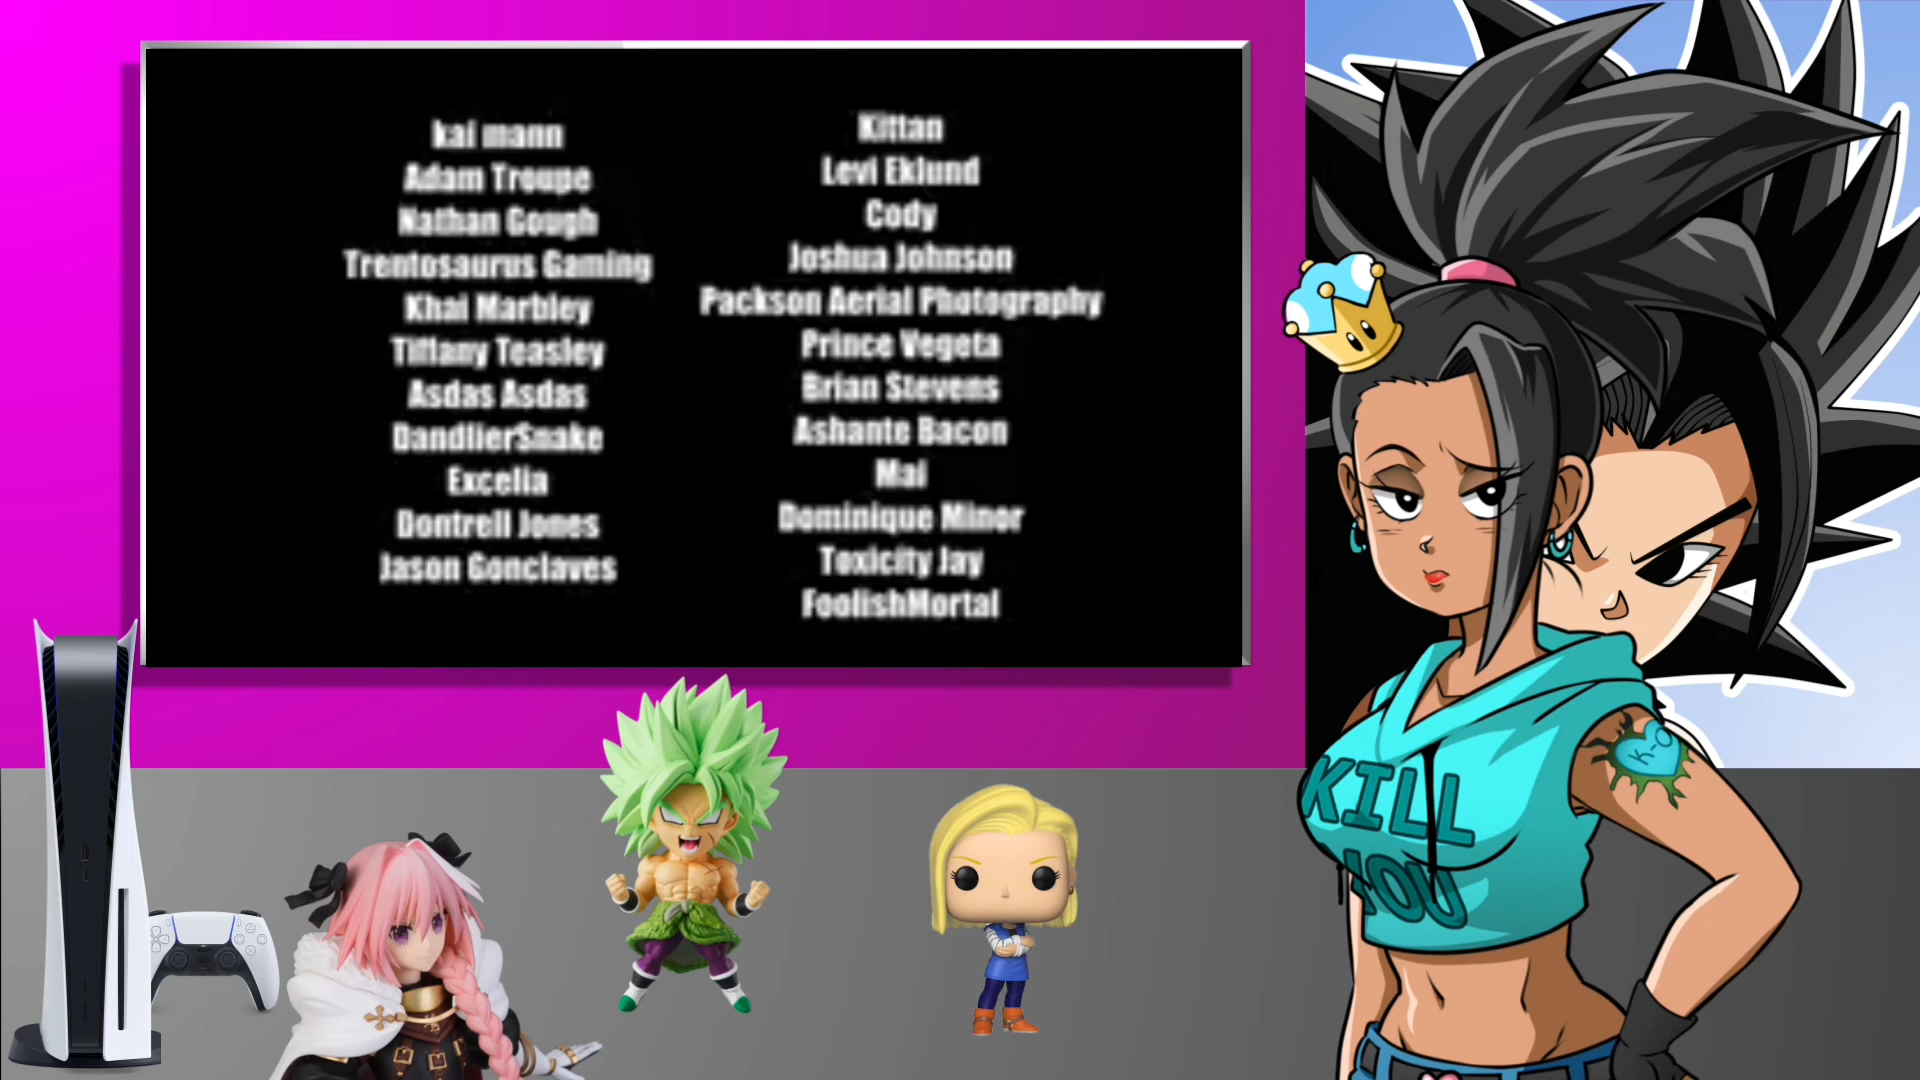 kai mann
Adam Troupe
Nathan Gough
Trentosaurus Gaming
Khai Marbley
Tiffany Teasley
Asdas Asdas
DandlierSnake
Excelia
Dontrell Jones
Jason Gonclaves
Kittan
Levi Eklund
Cody
Joshua Johnson
Packson Aerial Photography
Prince Vegeta
Brian Stevens
Ashante Bacon
Mai
Dominique Minor
Toxicity Jay
FoolishMortal
KILL
YOU
K-O